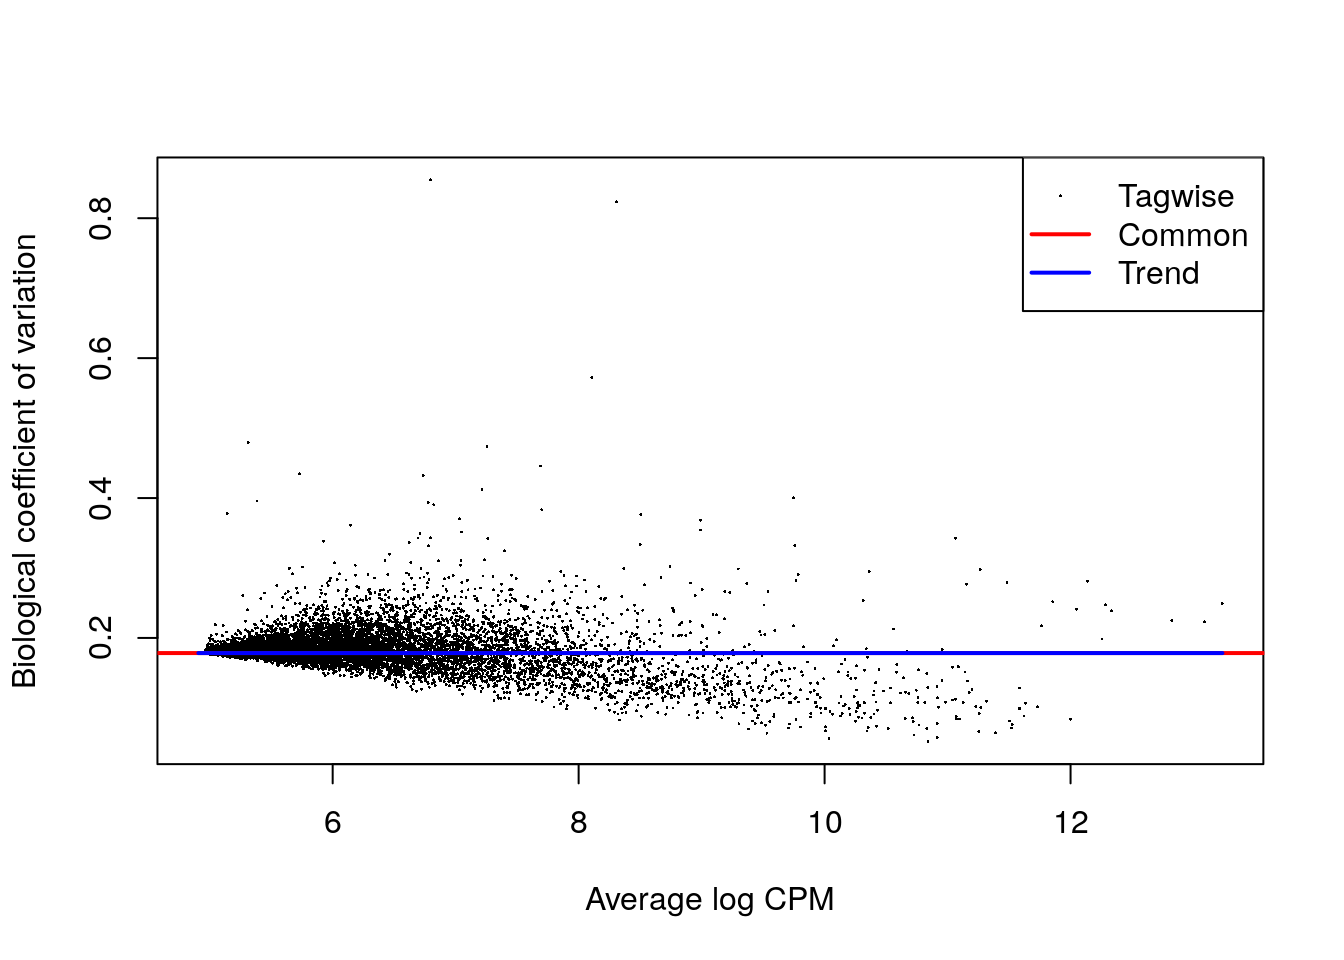 Tagwise
Common
Trend
Biological coefficient of variation
0.8
0.6
0.4
0.2
6 8 10 12
Average log CPM